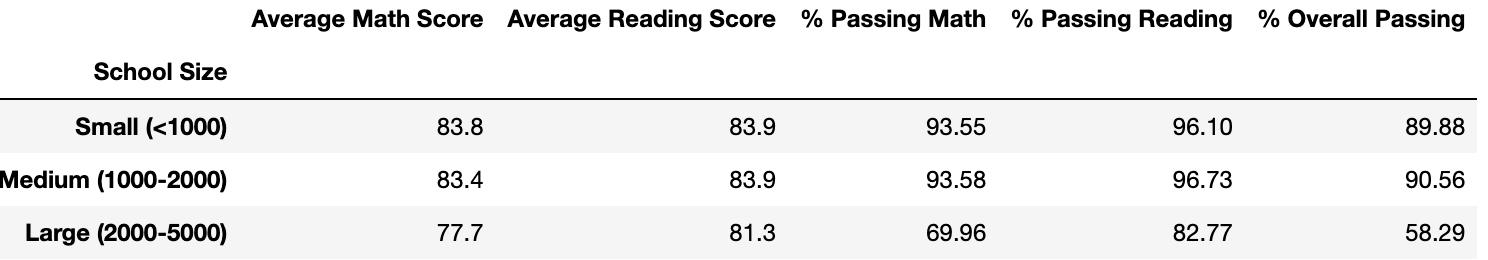 Average Math Score Average Reading Score % Passing Math % Passing Reading % Overall Passing
School Size
Small (<1000) 83.8 83.9 93.55 96.10 89.88
Medium (1000-2000) 83.4 83.9 93.58 96.73 90.56
Large (2000-5000) 77.7 81.3 69.96 82.77 58.29